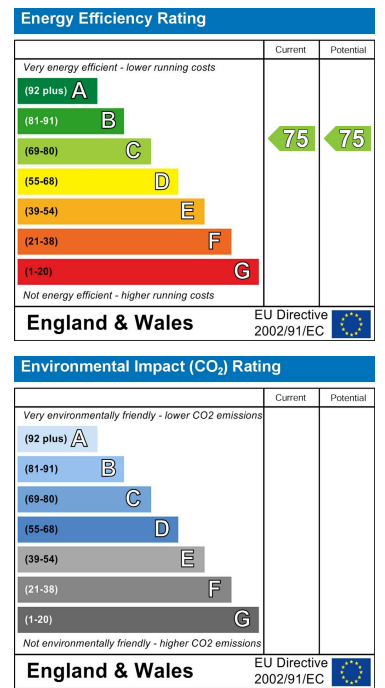 Energy Efficiency Rating
Current Potential
Very energy efficient - lower running costs
(92 plus) A
(81-91) B
(69-80) C
75 75
(55-68) D
(39-54) E
(21-38) F
(1-20) G
Not energy efficient - higher running costs
England & Wales
EU Directive
2002/91/EC
Environmental Impact (CO₂) Rating
Current Potential
Very environmentally friendly - lower CO2 emissions
(92 plus) A
(81-91) B
(69-80) C
(55-68) D
(39-54) E
(21-38) F
(1-20) G
Not environmentally friendly - higher CO2 emissions
England & Wales
EU Directive
2002/91/EC